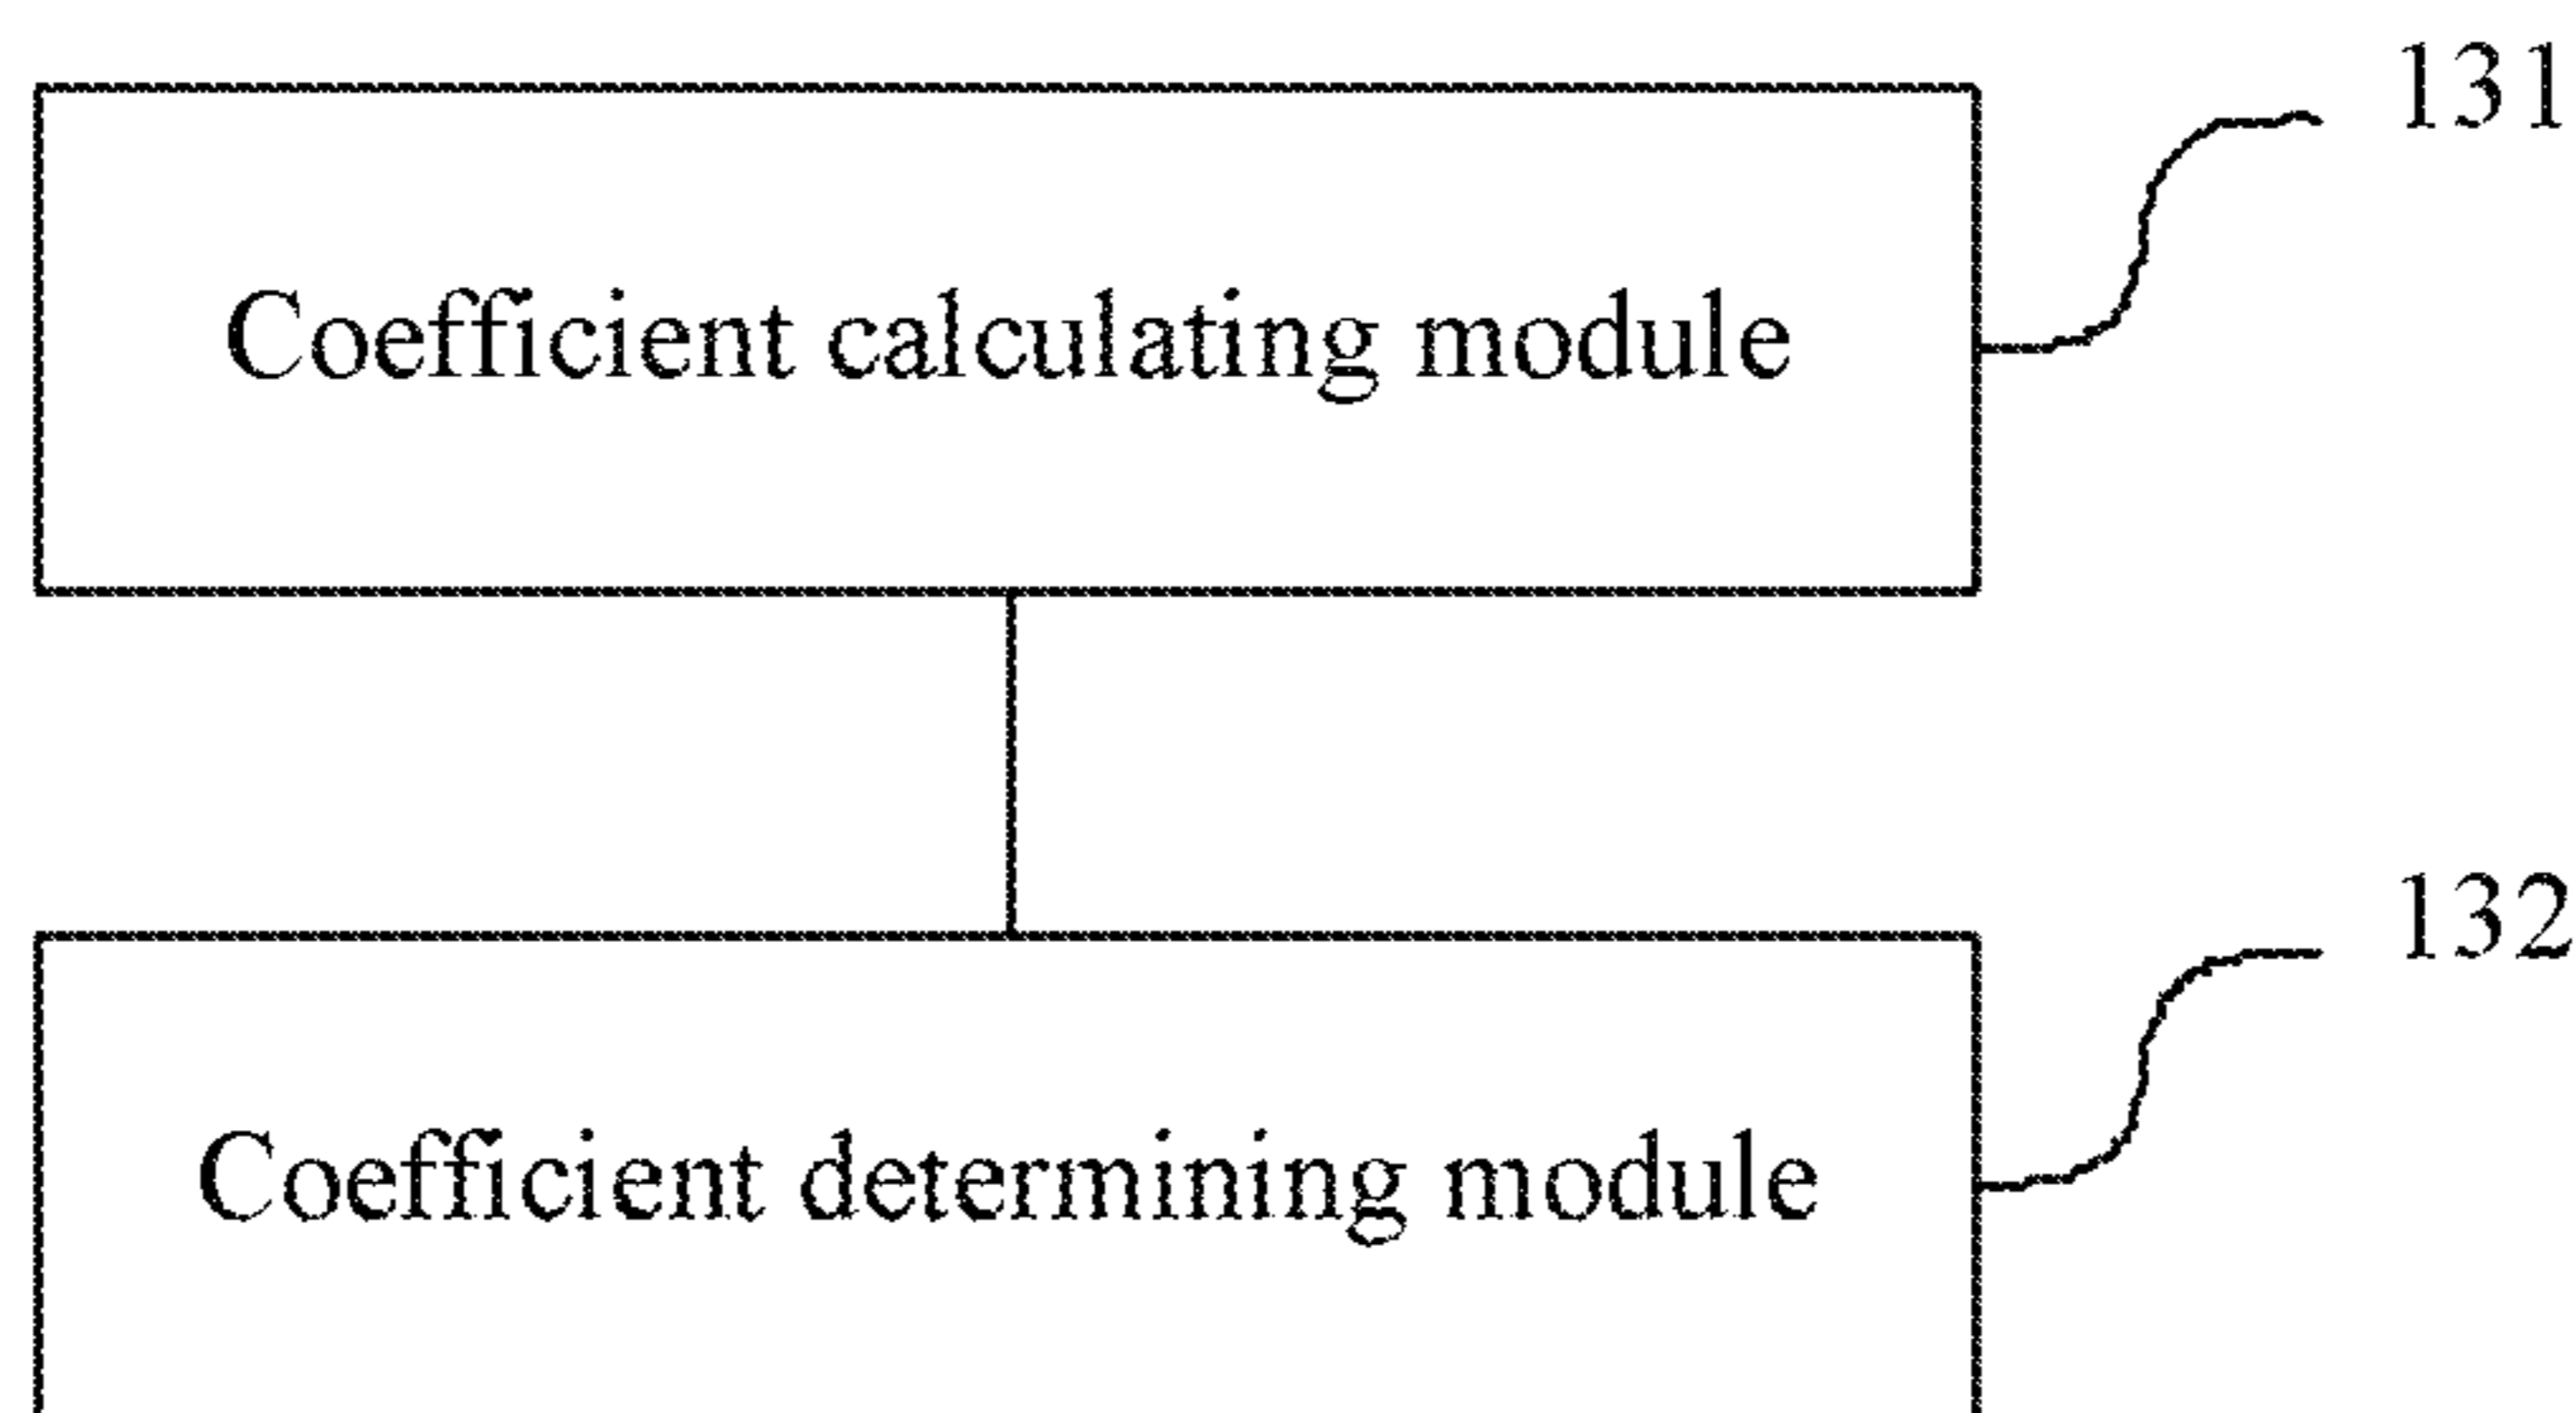 131
Coefficient calculating module
132
Coefficient determining module